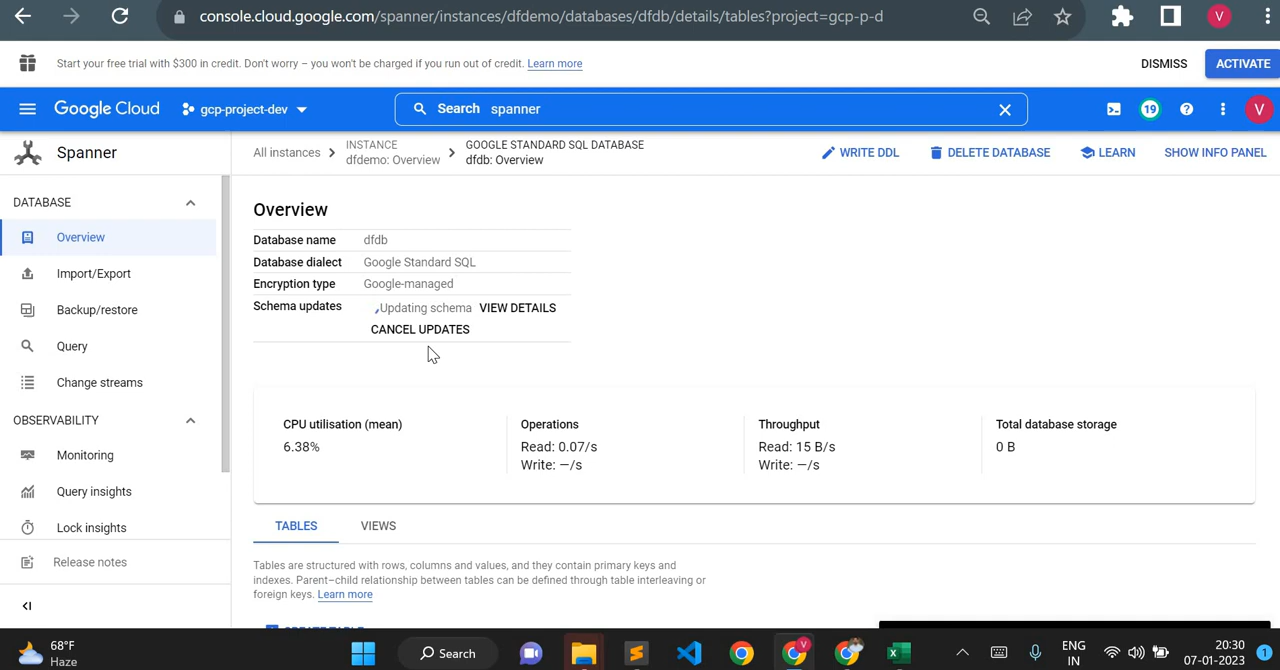 console.cloud.google.com/spanner/instances/dfdemo/databases/dfdb/details/tables?project=gcp-p-d
V
Start your free trial with $300 in credit. Don't worry – you won't be charged if you run out of credit. Learn more
DISMISS
ACTIVATE
Google Cloud
gcp-project-dev
Search spanner
19
V
Spanner
All instances
INSTANCE
dfdemo: Overview
GOOGLE STANDARD SQL DATABASE
dfdb: Overview
WRITE DDL
DELETE DATABASE
LEARN
SHOW INFO PANEL
DATABASE
Overview
Import/Export
Backup/restore
Query
Change streams
OBSERVABILITY
Monitoring
Query insights
Lock insights
Release notes
Overview
Database name dfdb
Database dialect Google Standard SQL
Encryption type Google-managed
Schema updates Updating schema VIEW DETAILS
CANCEL UPDATES
CPU utilisation (mean)
6.38%
Operations
Read: 0.07/s
Write: —/s
Throughput
Read: 15 B/s
Write: —/s
Total database storage
0 B
TABLES
VIEWS
Tables are structured with rows, columns and values, and they contain primary keys and
indexes. Parent–child relationship between tables can be defined through table interleaving or
foreign keys. Learn more
CREATE TABLE
68°F
Haze
Search
V
ENG
IN
20:30
07-01-2023
1